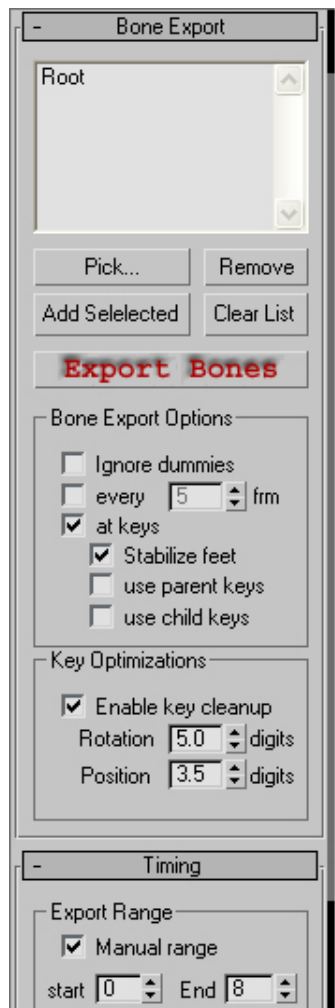 - Bone Export
Root
Pick... Remove
Add Selelected Clear List
Export Bones
Bone Export Options
Ignore dummies
every 5 frm
at keys
Stabilize feet
use parent keys
use child keys
Key Optimizations
Enable key cleanup
Rotation 5.0 digits
Position 3.5 digits
- Timing
Export Range
Manual range
start 0 End 8